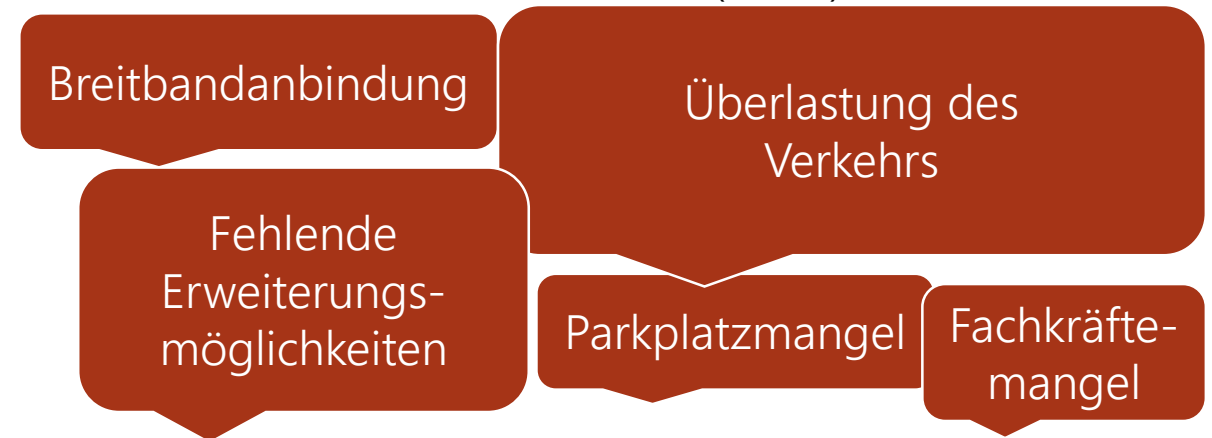 Breitbandanbindung
Überlastung des
Verkehrs
Fehlende
Erweiterungs-
möglichkeiten
Parkplatzmangel
Fachkräfte-
mangel